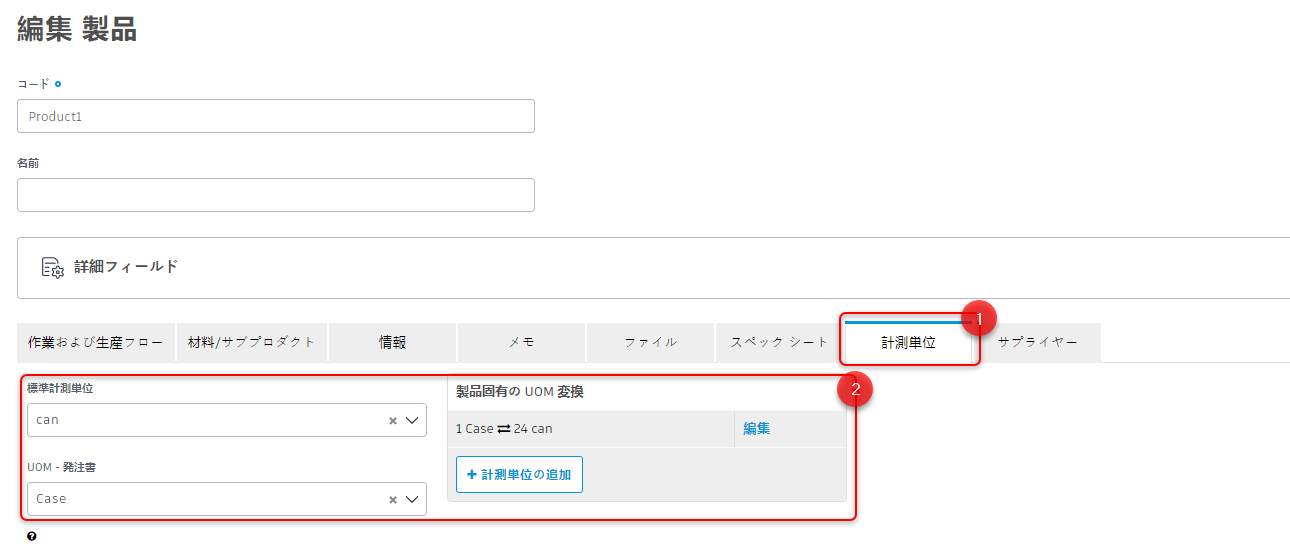 編集 製品
コード
Product1
名前
詳細フィールド
作業および生産フロー 材料/サブプロダクト 情報 メモ ファイル スペック シート 計測単位 1 サプライヤー
2
標準計測単位
can
UOM - 発注書
Case
製品固有の UOM 変換
1 Case ⇄ 24 can 編集
+ 計測単位の追加
?